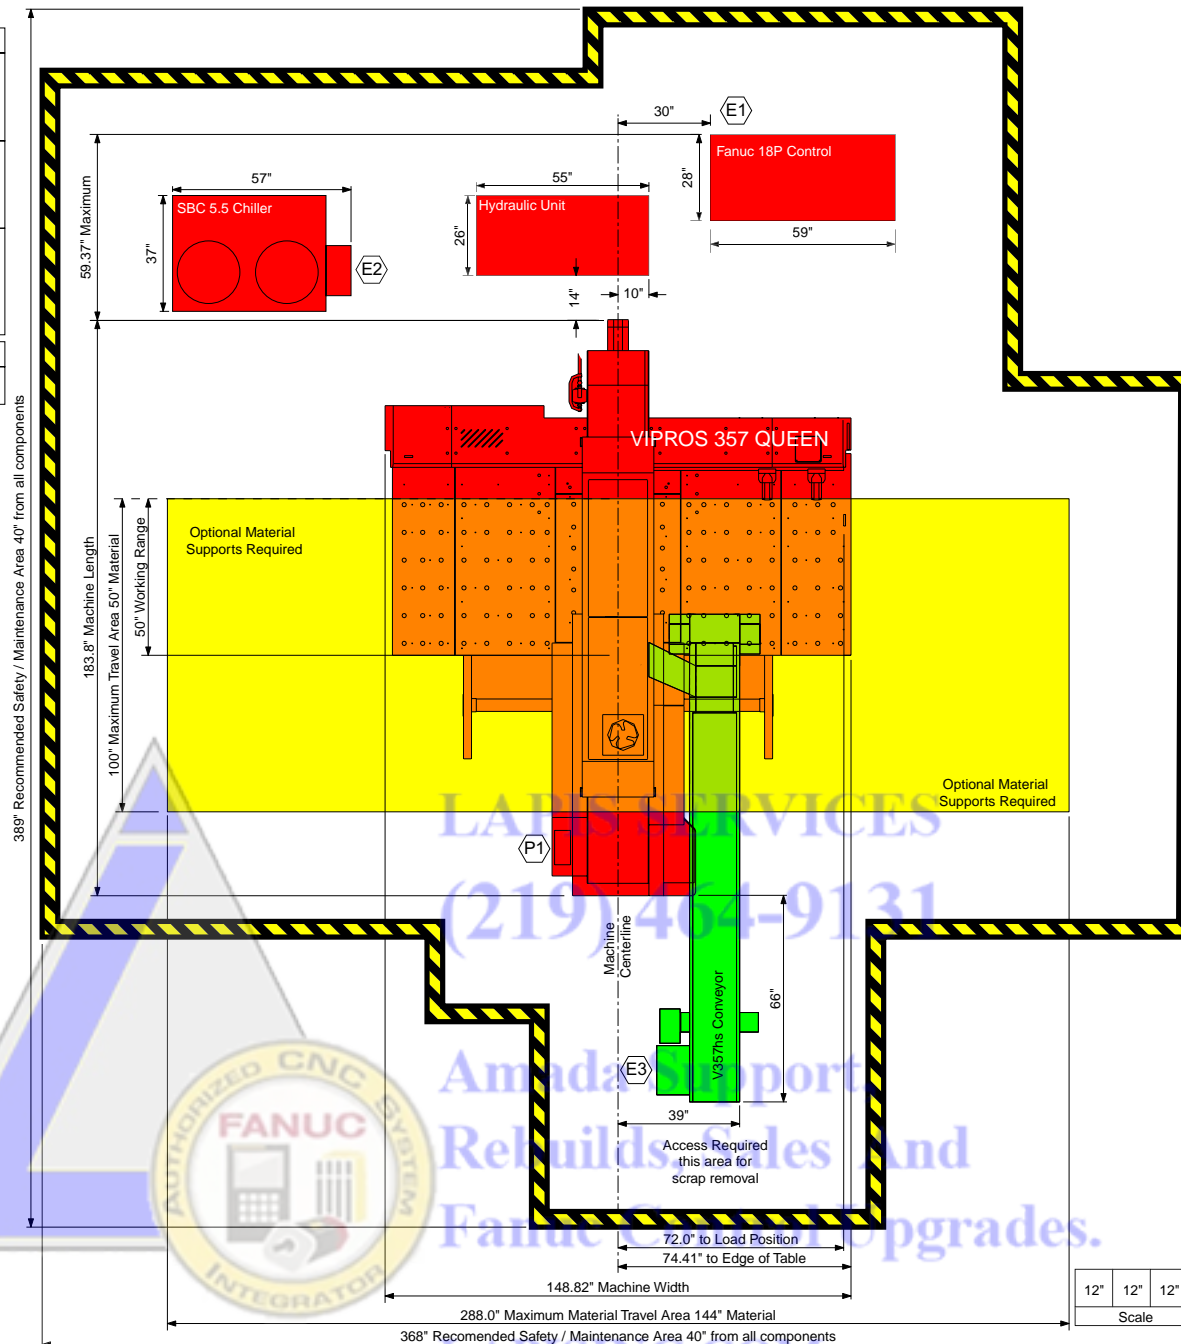 30"
E1
Fanuc 18P Control
28"
59"
57"
SBC 5.5 Chiller
37"
E2
55"
Hydraulic Unit
26"
14"
10"
59.37" Maximum
VIPROS 357 QUEEN
389" Recommended Safety / Maintenance Area 40" from all components
183.8" Machine Length
100" Maximum Travel Area 50" Material
50" Working Range
Optional Material
Supports Required
Optional Material
Supports Required
LAPIS SERVICES
(219) 464-9131
P1
Machine
Centerline
V357hs Conveyor
66"
E3
39"
Access Required
this area for
scrap removal
Amada Support,
Rebuilds, Sales And
Fanuc Control Upgrades.
AUTHORIZED CNC SYSTEM
FANUC
INTEGRATOR
72.0" to Load Position
74.41" to Edge of Table
148.82" Machine Width
288.0" Maximum Material Travel Area 144" Material
368" Recomended Safety / Maintenance Area 40" from all components
12" 12" 12"
Scale